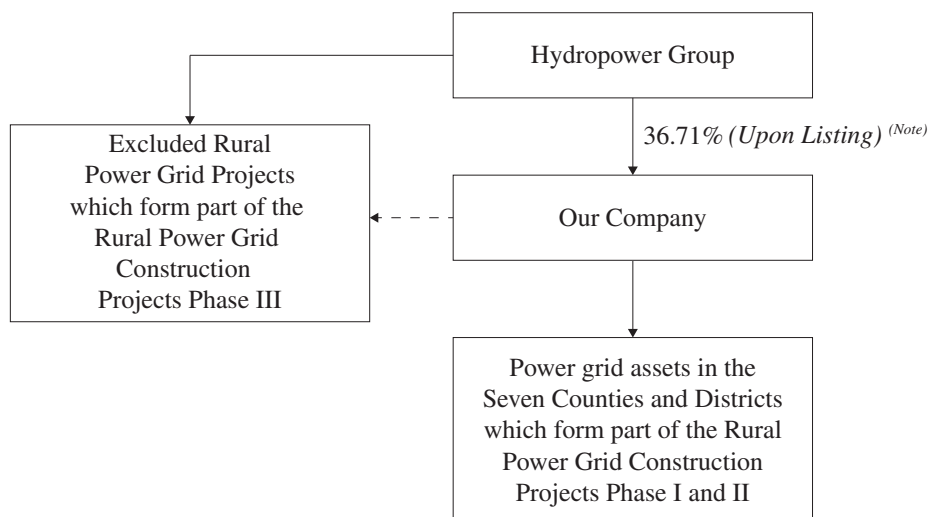 Hydropower Group
36.71% (Upon Listing) (Note)
Excluded Rural
Power Grid Projects
which form part of the
Rural Power Grid
Construction
Projects Phase III
Our Company
Power grid assets in the
Seven Counties and Districts
which form part of the Rural
Power Grid Construction
Projects Phase I and II